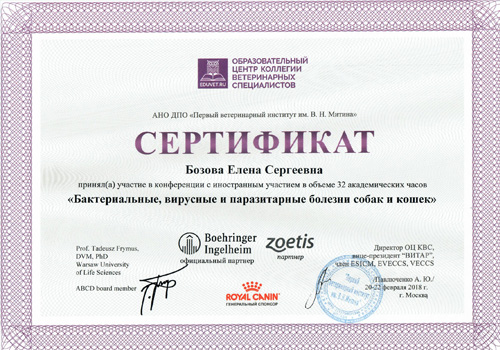 ОБРАЗОВАТЕЛЬНЫЙ
ЦЕНТР КОЛЛЕГИИ
ВЕТЕРИНАРНЫХ
СПЕЦИАЛИСТОВ
EDUVET.RU
АНО ДПО «Первый ветеринарный институт им. В. Н. Митина»
СЕРТИФИКАТ
Бозова Елена Сергеевна
принял(а) участие в конференции с иностранным участием в объеме 32 академических часов
«Бактериальные, вирусные и паразитарные болезни собак и кошек»
Prof. Tadeusz Frymus,
DVM, PhD
Warsaw University
of Life Sciences
ABCD board member
Boehringer
Ingelheim
официальный партнер
zoetis
партнер
ROYAL CANIN
ГЕНЕРАЛЬНЫЙ СПОНСОР
Директор ОЦ КВС,
вице-президент "ВИТАР",
член ESICM, EVECCS, VECCS
Павлюченко А. Ю.
20-22 февраля 2018 г.
г. Москва